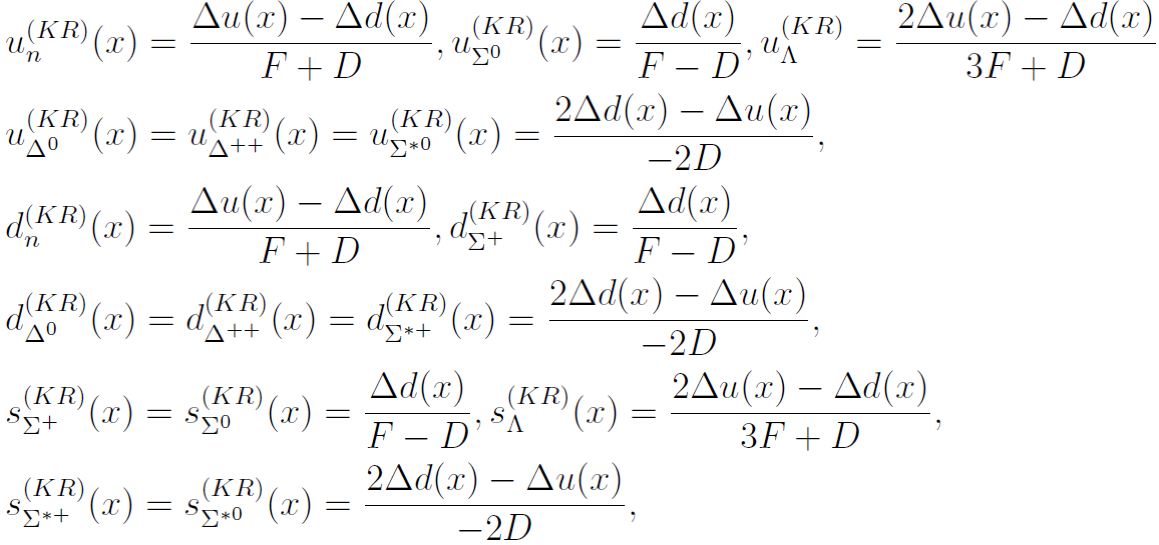 u_n^{(KR)}(x) = \frac{\Delta u(x) - \Delta d(x)}{F + D}, u_{\Sigma^0}^{(KR)}(x) = \frac{\Delta d(x)}{F - D}, u_{\Lambda}^{(KR)} = \frac{2\Delta u(x) - \Delta d(x)}{3F + D}
u_{\Delta^0}^{(KR)}(x) = u_{\Delta^{++}}^{(KR)}(x) = u_{\Sigma^{*0}}^{(KR)}(x) = \frac{2\Delta d(x) - \Delta u(x)}{-2D},
d_n^{(KR)}(x) = \frac{\Delta u(x) - \Delta d(x)}{F + D}, d_{\Sigma^+}^{(KR)}(x) = \frac{\Delta d(x)}{F - D},
d_{\Delta^0}^{(KR)}(x) = d_{\Delta^{++}}^{(KR)}(x) = d_{\Sigma^{*+}}^{(KR)}(x) = \frac{2\Delta d(x) - \Delta u(x)}{-2D},
s_{\Sigma^+}^{(KR)}(x) = s_{\Sigma^0}^{(KR)}(x) = \frac{\Delta d(x)}{F - D}, s_{\Lambda}^{(KR)}(x) = \frac{2\Delta u(x) - \Delta d(x)}{3F + D},
s_{\Sigma^{*+}}^{(KR)}(x) = s_{\Sigma^{*0}}^{(KR)}(x) = \frac{2\Delta d(x) - \Delta u(x)}{-2D},